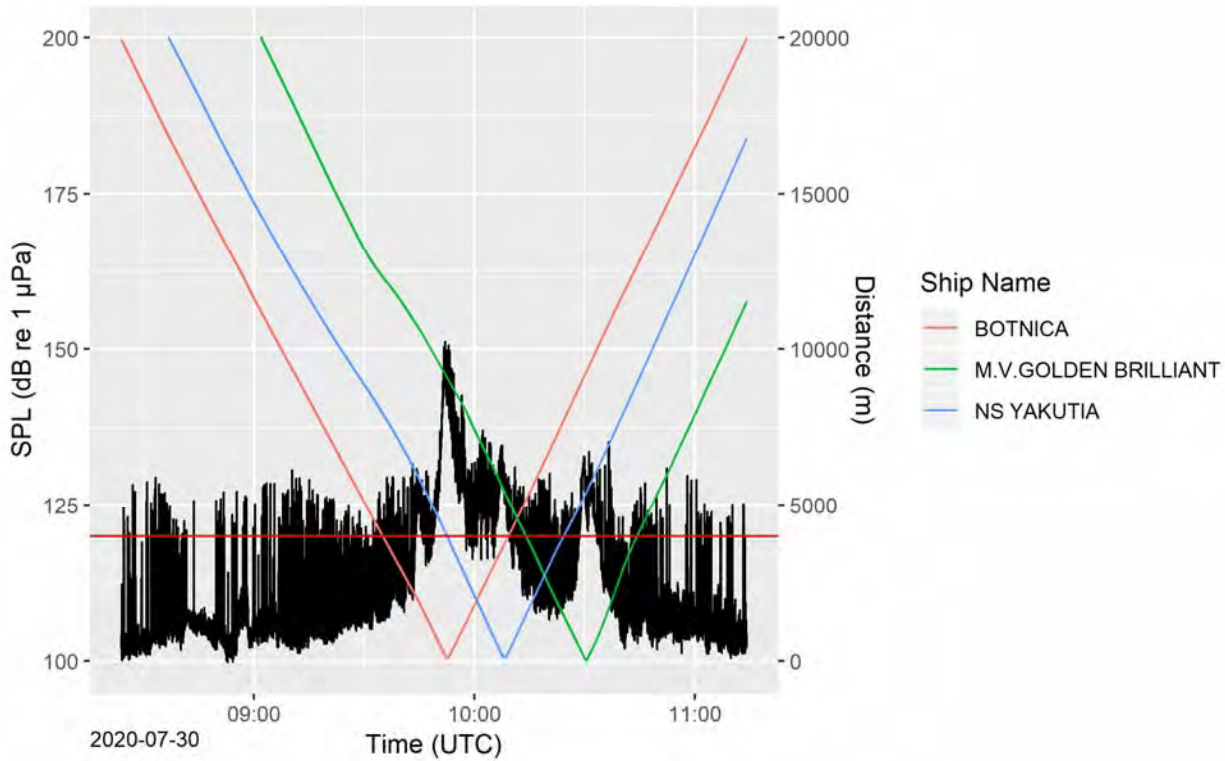 200
175
150
125
100
SPL (dB re 1 μPa)
20000
15000
10000
5000
0
Distance (m)
09:00
10:00
11:00
2020-07-30
Time (UTC)
Ship Name
BOTNICA
M.V.GOLDEN BRILLIANT
NS YAKUTIA